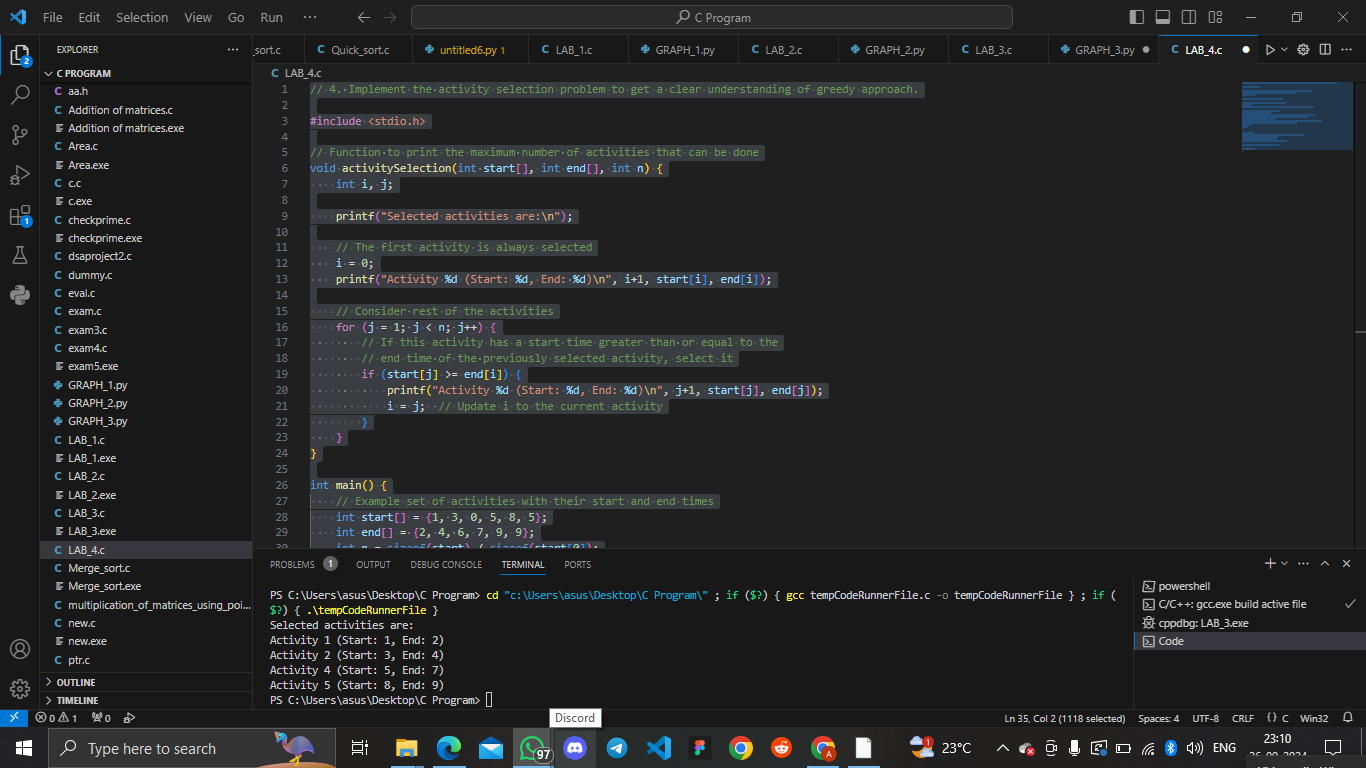 File Edit Selection View Go Run ··· C Program
EXPLORER ···
C PROGRAM
aa.h
Addition of matrices.c
Addition of matrices.exe
Area.c
Area.exe
c.c
c.exe
checkprime.c
checkprime.exe
dsaproject2.c
dummy.c
eval.c
exam.c
exam3.c
exam4.c
exam5.exe
GRAPH_1.py
GRAPH_2.py
GRAPH_3.py
LAB_1.c
LAB_1.exe
LAB_2.c
LAB_2.exe
LAB_3.c
LAB_3.exe
LAB_4.c
Merge_sort.c
Merge_sort.exe
multiplication_of_matrices_using_poi...
new.c
new.exe
ptr.c
OUTLINE
TIMELINE
_sort.c Quick_sort.c untitled6.py 1 LAB_1.c GRAPH_1.py LAB_2.c GRAPH_2.py LAB_3.c GRAPH_3.py LAB_4.c
LAB_4.c
1 // 4. Implement the activity selection problem to get a clear understanding of greedy approach.
2
3 #include <stdio.h>
4
5 // Function to print the maximum number of activities that can be done
6 void activitySelection(int start[], int end[], int n) {
7 int i, j;
8
9 printf("Selected activities are:\n");
10
11 // The first activity is always selected
12 i = 0;
13 printf("Activity %d (Start: %d, End: %d)\n", i+1, start[i], end[i]);
14
15 // Consider rest of the activities
16 for (j = 1; j < n; j++) {
17 // If this activity has a start time greater than or equal to the
18 // end time of the previously selected activity, select it
19 if (start[j] >= end[i]) {
20 printf("Activity %d (Start: %d, End: %d)\n", j+1, start[j], end[j]);
21 i = j; // Update i to the current activity
22 }
23 }
24 }
25
26 int main() {
27 // Example set of activities with their start and end times
28 int start[] = {1, 3, 0, 5, 8, 5};
29 int end[] = {2, 4, 6, 7, 9, 9};
30 int n = sizeof(start) / sizeof(start[0]);
PROBLEMS 1 OUTPUT DEBUG CONSOLE TERMINAL PORTS
PS C:\Users\asus\Desktop\C Program> cd "c:\Users\asus\Desktop\C Program\" ; if ($?) { gcc tempCodeRunnerFile.c -o tempCodeRunnerFile } ; if (
$?) { .\tempCodeRunnerFile }
Selected activities are:
Activity 1 (Start: 1, End: 2)
Activity 2 (Start: 3, End: 4)
Activity 4 (Start: 5, End: 7)
Activity 5 (Start: 8, End: 9)
PS C:\Users\asus\Desktop\C Program>
powershell
C/C++: gcc.exe build active file
cppdbg: LAB_3.exe
Code
Discord
0 1 0 Ln 35, Col 2 (1118 selected) Spaces: 4 UTF-8 CRLF { } C Win32
Type here to search 97 1 23°C ENG 23:10